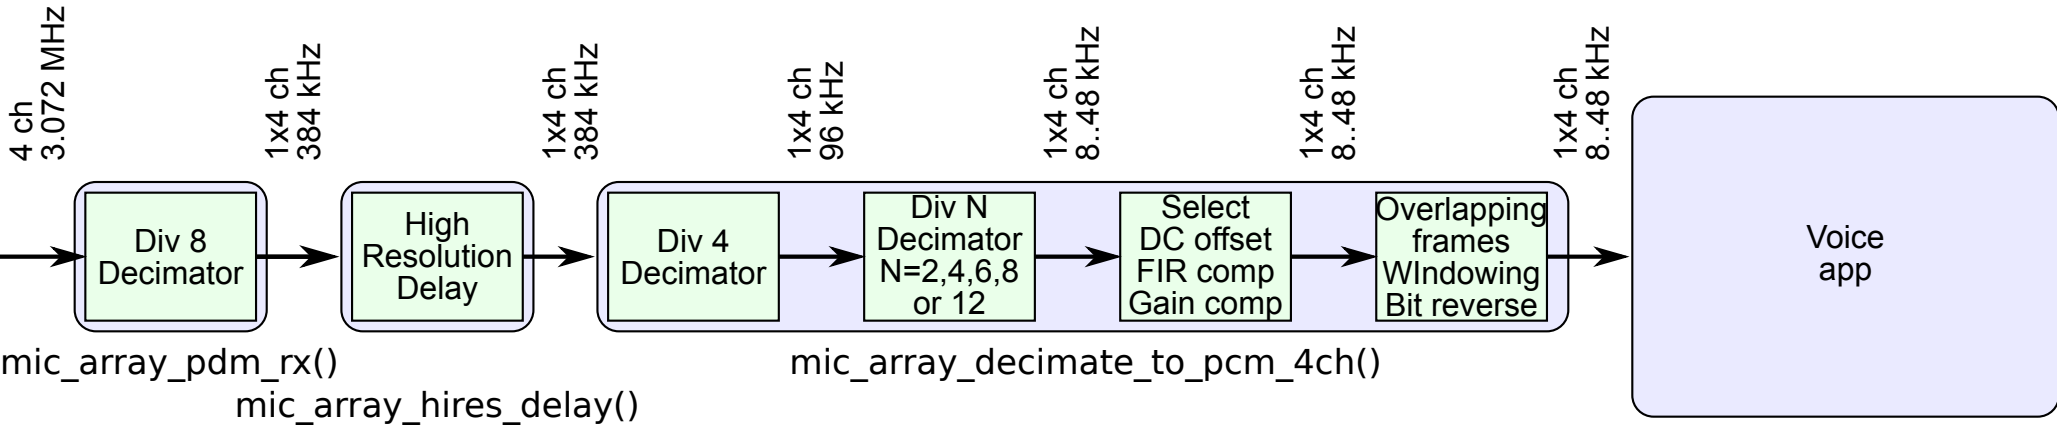 4 ch
3.072 MHz
1x4 ch
384 kHz
1x4 ch
384 kHz
1x4 ch
96 kHz
1x4 ch
8..48 kHz
1x4 ch
8..48 kHz
1x4 ch
8..48 kHz
Div 8
Decimator
High
Resolution
Delay
Div 4
Decimator
Div N
Decimator
N=2,4,6,8
or 12
Select
DC offset
FIR comp
Gain comp
Overlapping
frames
WIndowing
Bit reverse
Voice
app
mic_array_pdm_rx()
mic_array_hires_delay()
mic_array_decimate_to_pcm_4ch()